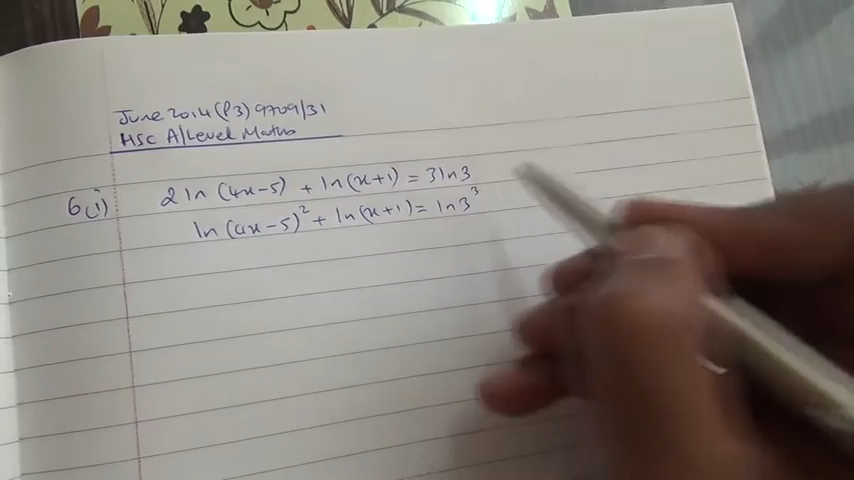 June 2014 (P3) 9709/31
HSC A/Level Maths
6(i) 2 ln (4x-5) + ln (x+1) = 3 ln 3
ln (4x-5)² + ln (x+1) = ln 3³